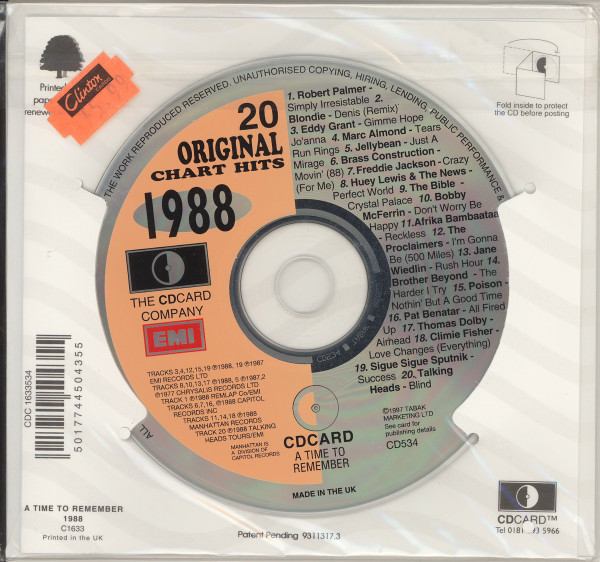 Printed
paper
renewe
Clinton
Fold inside to protect
the CD before posting
THE WORK REPRODUCED RESERVED. UNAUTHORISED COPYING, HIRING, LENDING, PUBLIC PERFORMANCE &
ALL
20
ORIGINAL
CHART HITS
1988
THE CDCARD
COMPANY
EMI
TRACKS 3,4,12,15,19 ℗1988, 19 ℗1987
EMI RECORDS LTD
TRACKS 8,10,13,17 ℗1988, 5 ℗1987,2
℗1977 CHRYSALIS RECORDS LTD
TRACK 1 ℗1988 REMLAP Co/EMI
TRACKS 6,7,16, ℗1988 CAPITOL
RECORDS INC
TRACKS 11,14,18 ℗1988
MANHATTAN RECORDS
TRACK 20 ℗1988 TALKING
HEADS TOURS/EMI
MANHATTAN IS
A DIVISION OF
CAPITOL RECORDS
1. Robert Palmer -
Simply Irresistable 2.
Blondie - Denis (Remix)
3. Eddy Grant - Gimme Hope
Jo'anna 4. Marc Almond - Tears
Run Rings 5. Jellybean - Just A
Mirage 6. Brass Construction -
Movin' (88) 7. Freddie Jackson - Crazy
(For Me) 8. Huey Lewis & The News -
Perfect World 9. The Bible -
Crystal Palace 10. Bobby
McFerrin - Don't Worry Be
Happy 11. Afrika Bambaataa
- Reckless 12. The
Proclaimers - I'm Gonna
Be (500 Miles) 13. Jane
Wiedlin - Rush Hour 14.
Brother Beyond - The
Harder I Try 15. Poison -
Nothin' But A Good Time
16. Pat Benatar - All Fired
Up 17. Thomas Dolby -
Airhead 18. Climie Fisher -
Love Changes (Everything)
19. Sigue Sigue Sputnik -
Success 20. Talking
Heads - Blind
©1997 TABAK
MARKETING LTD
See card for
publishing details
CD534
CDCARD
A TIME TO
REMEMBER
MADE IN THE UK
CDC 1633534
5017744504355
A TIME TO REMEMBER
1988
C1633
Printed in the UK
Patent Pending 9311317.3
CDCARD™
Tel 0181 5966